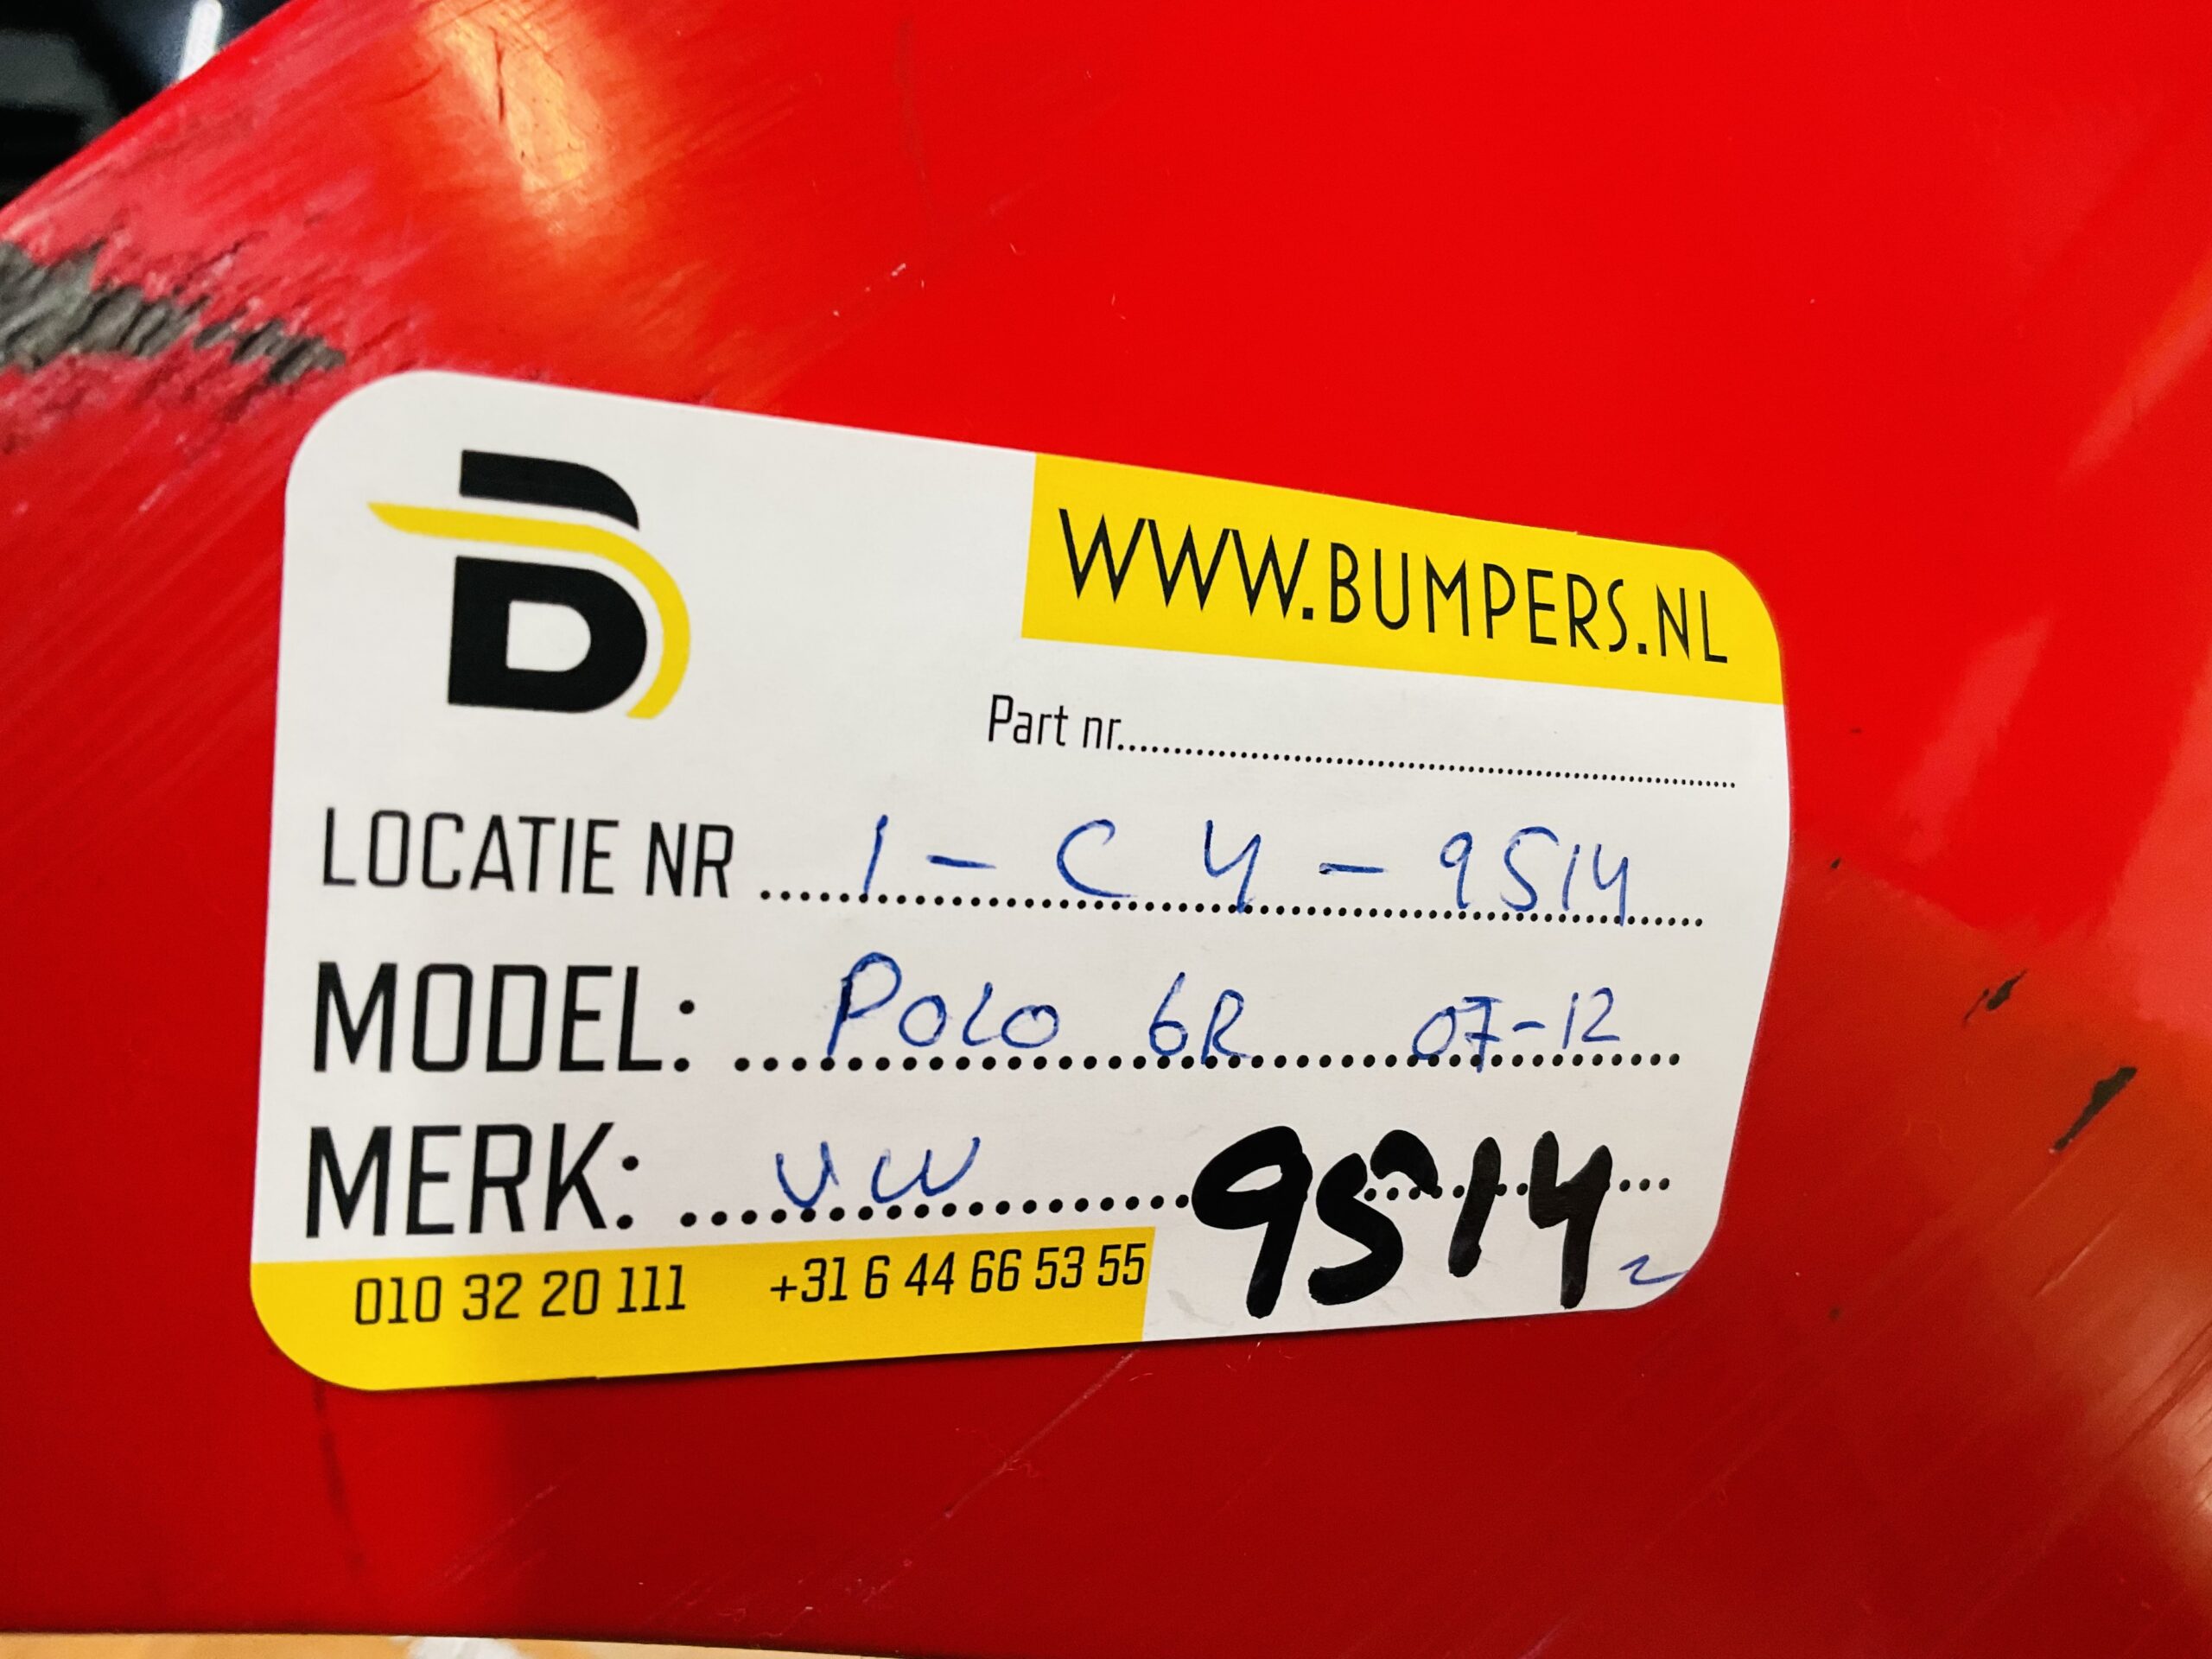 B
WWW.BUMPERS.NL
Part nr..........
LOCATIE NR ..... 1 - C 4 - 9514
MODEL: ..... POLO 6R 07-12
MERK: ..... VW 9514
010 32 20 111 +31 6 44 66 53 55